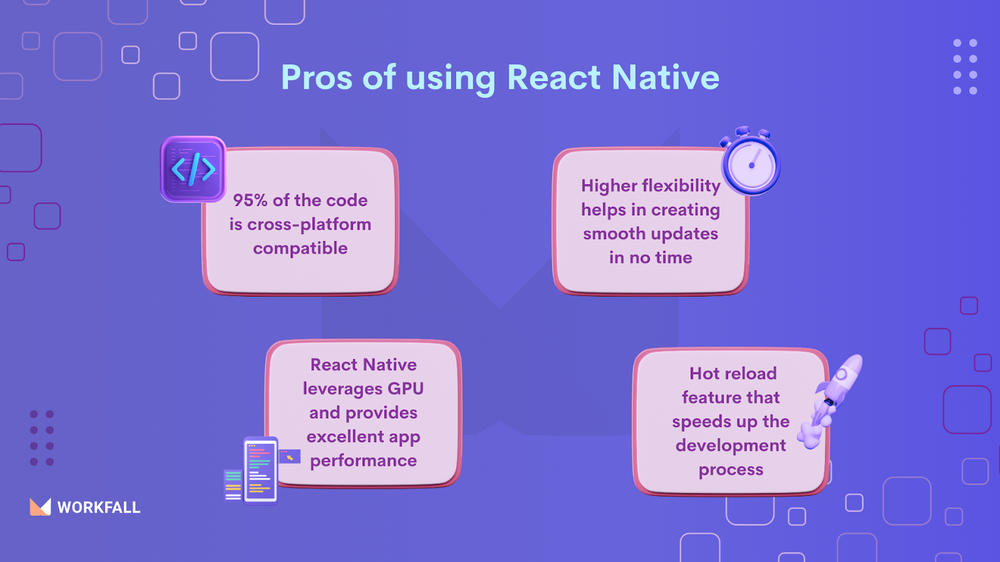 Pros of using React Native
95% of the code
is cross-platform
compatible
Higher flexibility
helps in creating
smooth updates
in no time
React Native
leverages GPU
and provides
excellent app
performance
Hot reload
feature that
speeds up the
development
process
WORKFALL